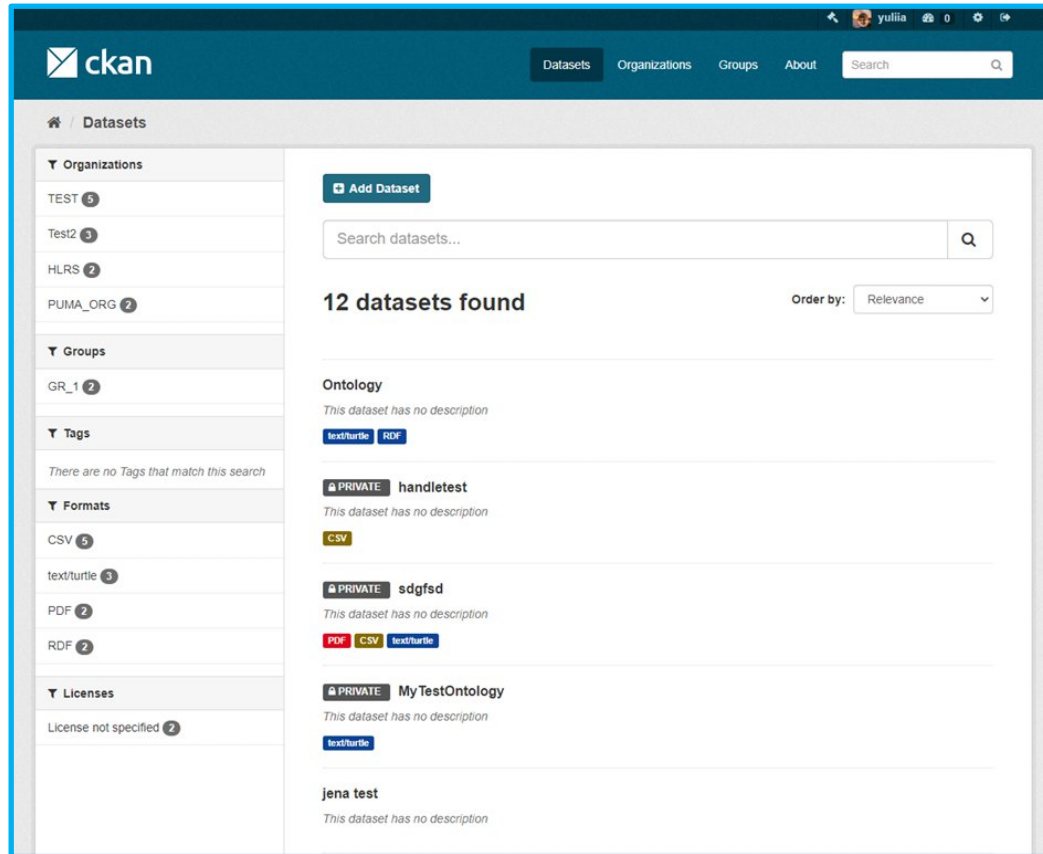 yuliia 0
ckan
Datasets Organizations Groups About Search
/ Datasets
Organizations
TEST 5
Test2 3
HLRS 2
PUMA_ORG 2
Groups
GR_1 2
Tags
There are no Tags that match this search
Formats
CSV 5
text/turtle 3
PDF 2
RDF 2
Licenses
License not specified 2
Add Dataset
Search datasets...
12 datasets found
Order by: Relevance
Ontology
This dataset has no description
text/turtle RDF
PRIVATE handletest
This dataset has no description
CSV
PRIVATE sdgfsd
This dataset has no description
PDF CSV text/turtle
PRIVATE MyTestOntology
This dataset has no description
text/turtle
jena test
This dataset has no description